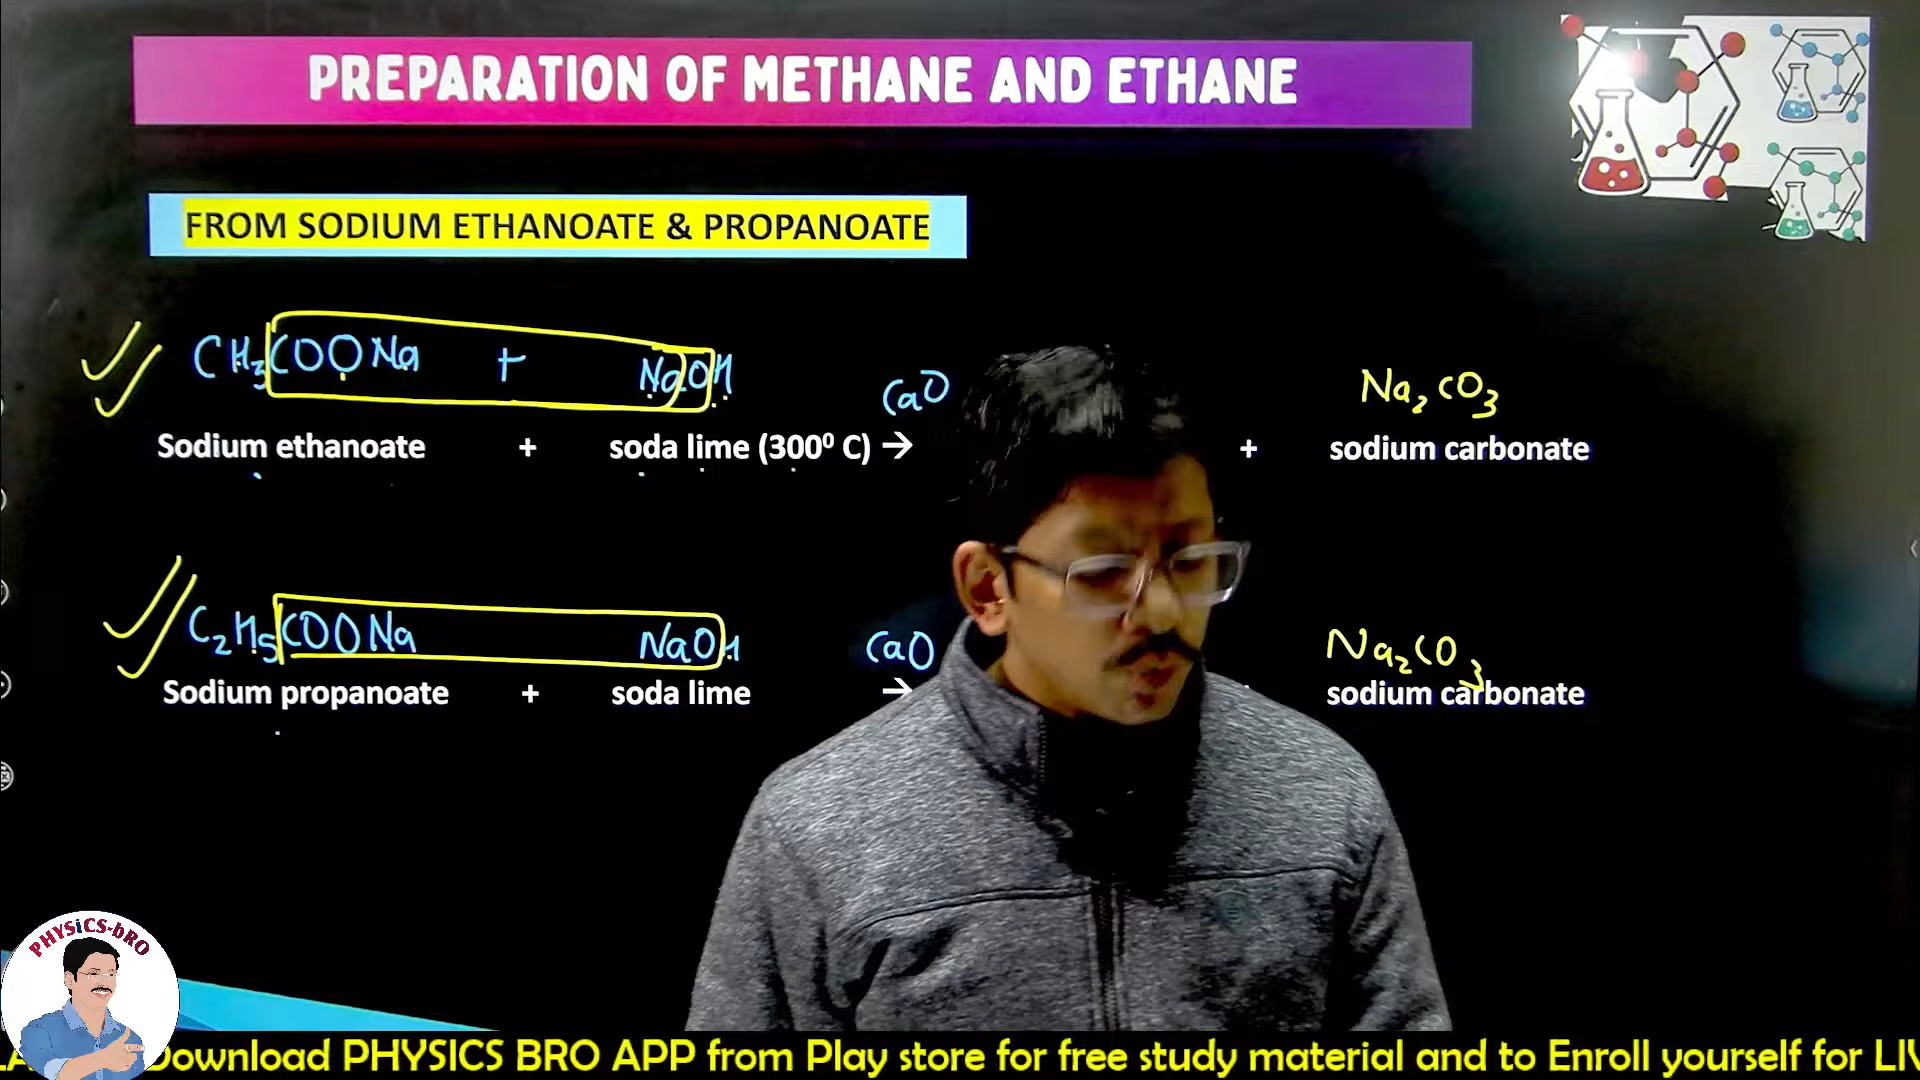 PREPARATION OF METHANE AND ETHANE
FROM SODIUM ETHANOATE & PROPANOATE
CH₃COONa + NaOH CaO Na₂CO₃
Sodium ethanoate + soda lime (300⁰ C) → + sodium carbonate
C₂H₅COONa NaOH CaO Na₂CO₃
Sodium propanoate + soda lime → sodium carbonate
PHYSiCS-bRO
Download PHYSICS BRO APP from Play store for free study material and to Enroll yourself for LIV